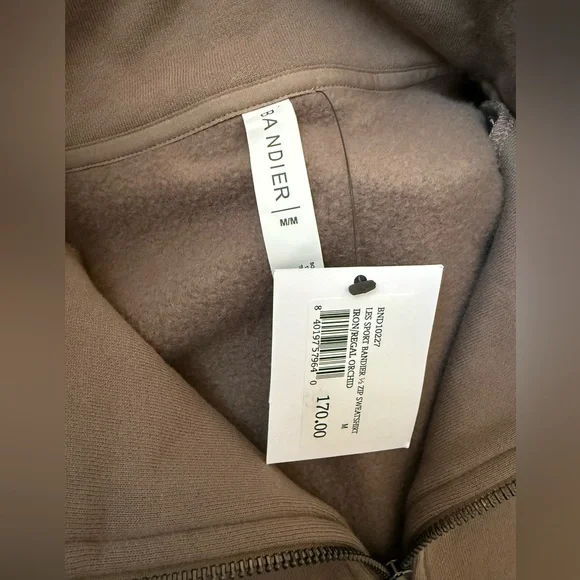 BANDIER
M/M
BND10227
LES SPORT BANDIER ½ ZIP SWEATSHIRT
IRON/REGAL ORCHID
M
8 40197 57964 0
170.00